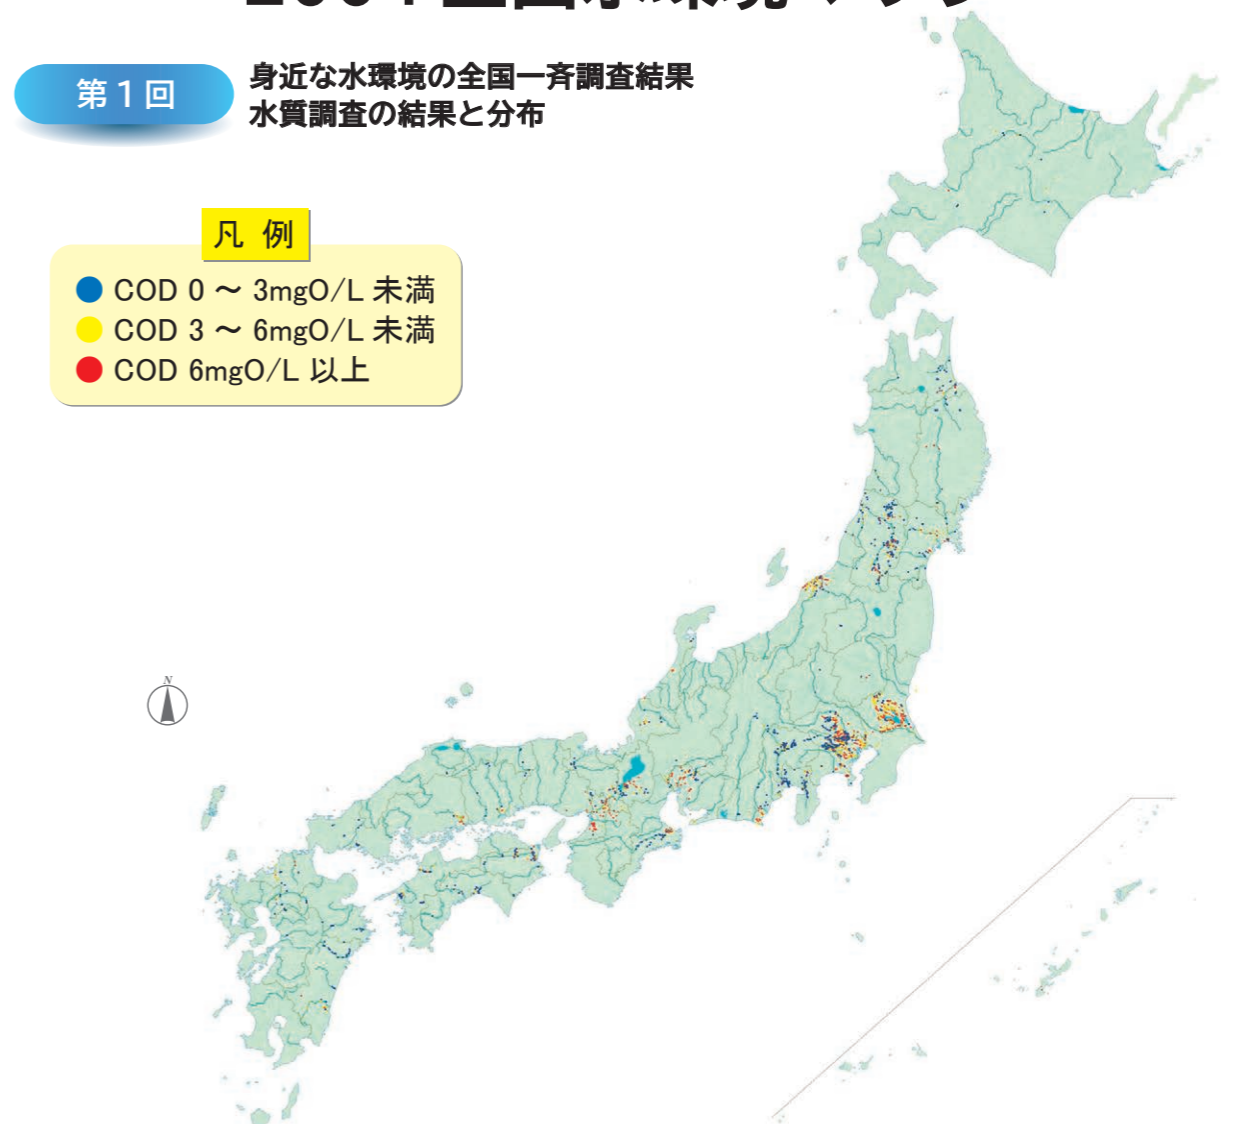 第1回
身近な水環境の全国一斉調査結果
水質調査の結果と分布
凡 例
COD 0 ～ 3mgO/L 未満
COD 3 ～ 6mgO/L 未満
COD 6mgO/L 以上
N